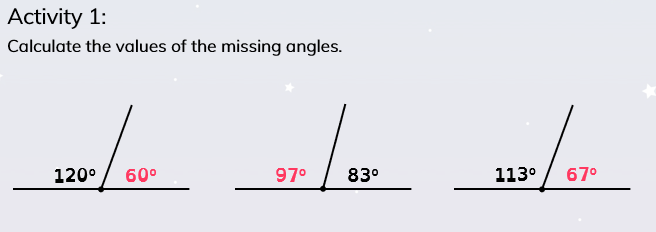 Activity 1:
Calculate the values of the missing angles.
120° 60° 97° 83° 113° 67°